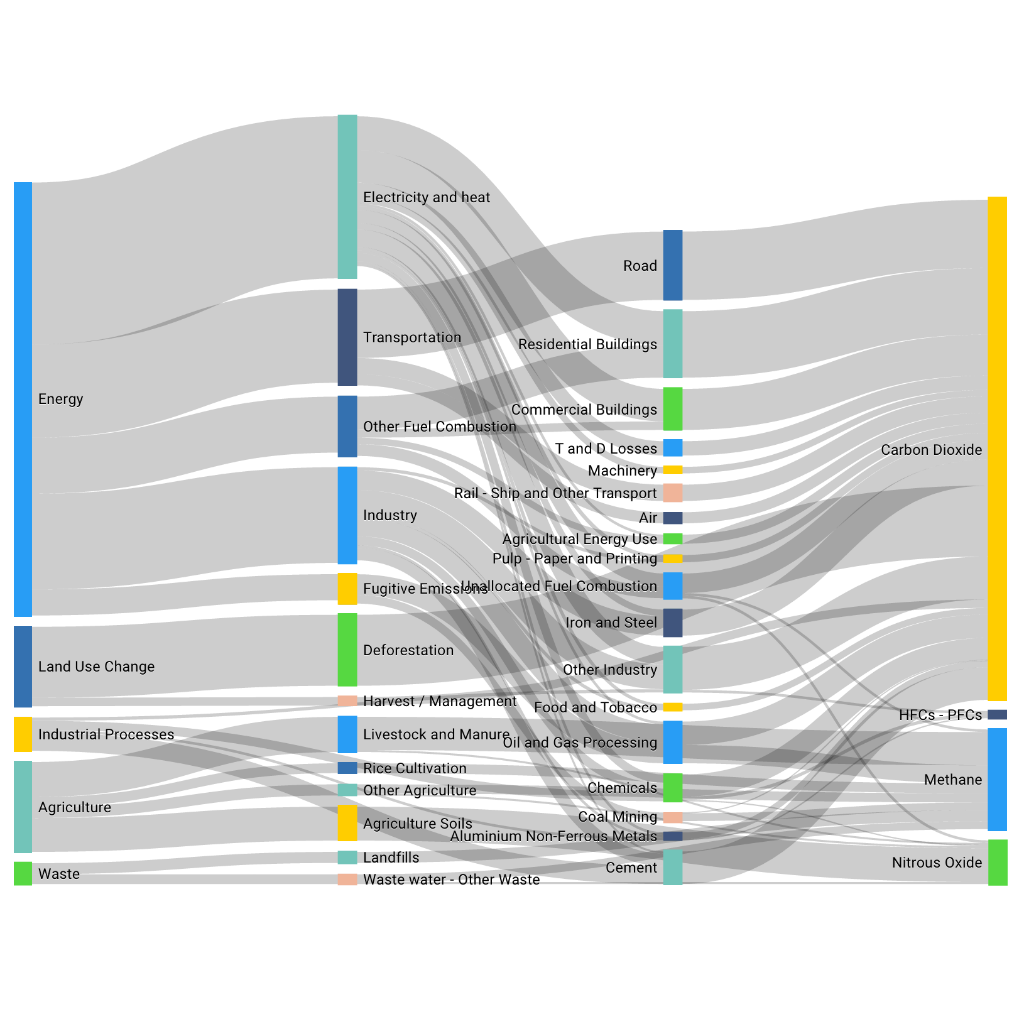 Energy
Land Use Change
Industrial Processes
Agriculture
Waste
Electricity and heat
Transportation
Other Fuel Combustion
Industry
Fugitive Emissions
Deforestation
Harvest / Management
Livestock and Manure
Rice Cultivation
Other Agriculture
Agriculture Soils
Landfills
Waste water - Other Waste
Road
Residential Buildings
Commercial Buildings
T and D Losses
Machinery
Rail - Ship and Other Transport
Air
Agricultural Energy Use
Pulp - Paper and Printing
Unallocated Fuel Combustion
Iron and Steel
Other Industry
Food and Tobacco
Oil and Gas Processing
Chemicals
Coal Mining
Aluminium Non-Ferrous Metals
Cement
Carbon Dioxide
HFCs - PFCs
Methane
Nitrous Oxide